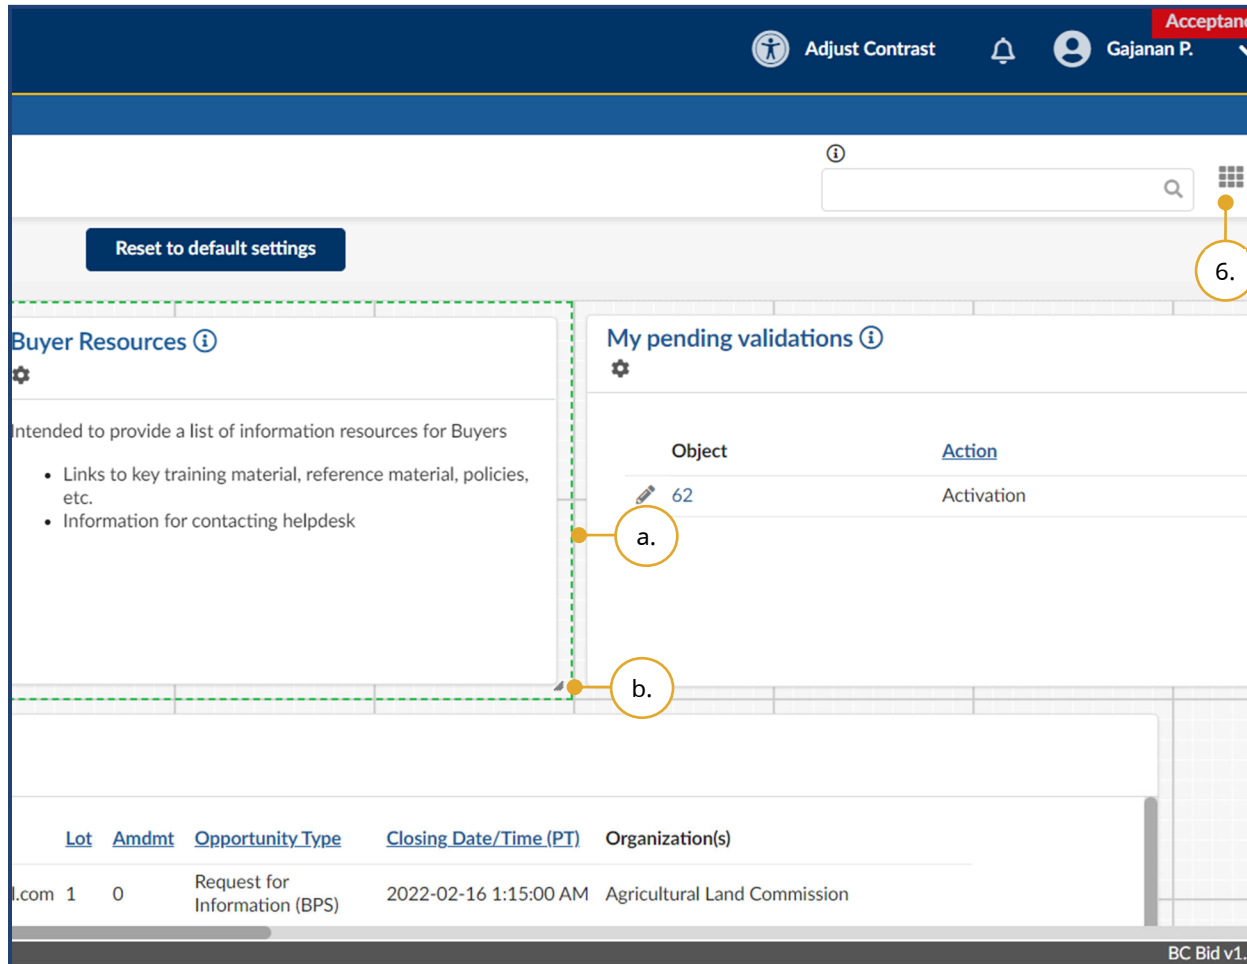 Acceptanc
Adjust Contrast
Gajanan P.
Reset to default settings
6.
Buyer Resources
My pending validations
Intended to provide a list of information resources for Buyers
• Links to key training material, reference material, policies,
etc.
• Information for contacting helpdesk
Object Action
62 Activation
a.
b.
Lot Amdmt Opportunity Type Closing Date/Time (PT) Organization(s)
l.com 1 0 Request for
Information (BPS) 2022-02-16 1:15:00 AM Agricultural Land Commission
BC Bid v1.